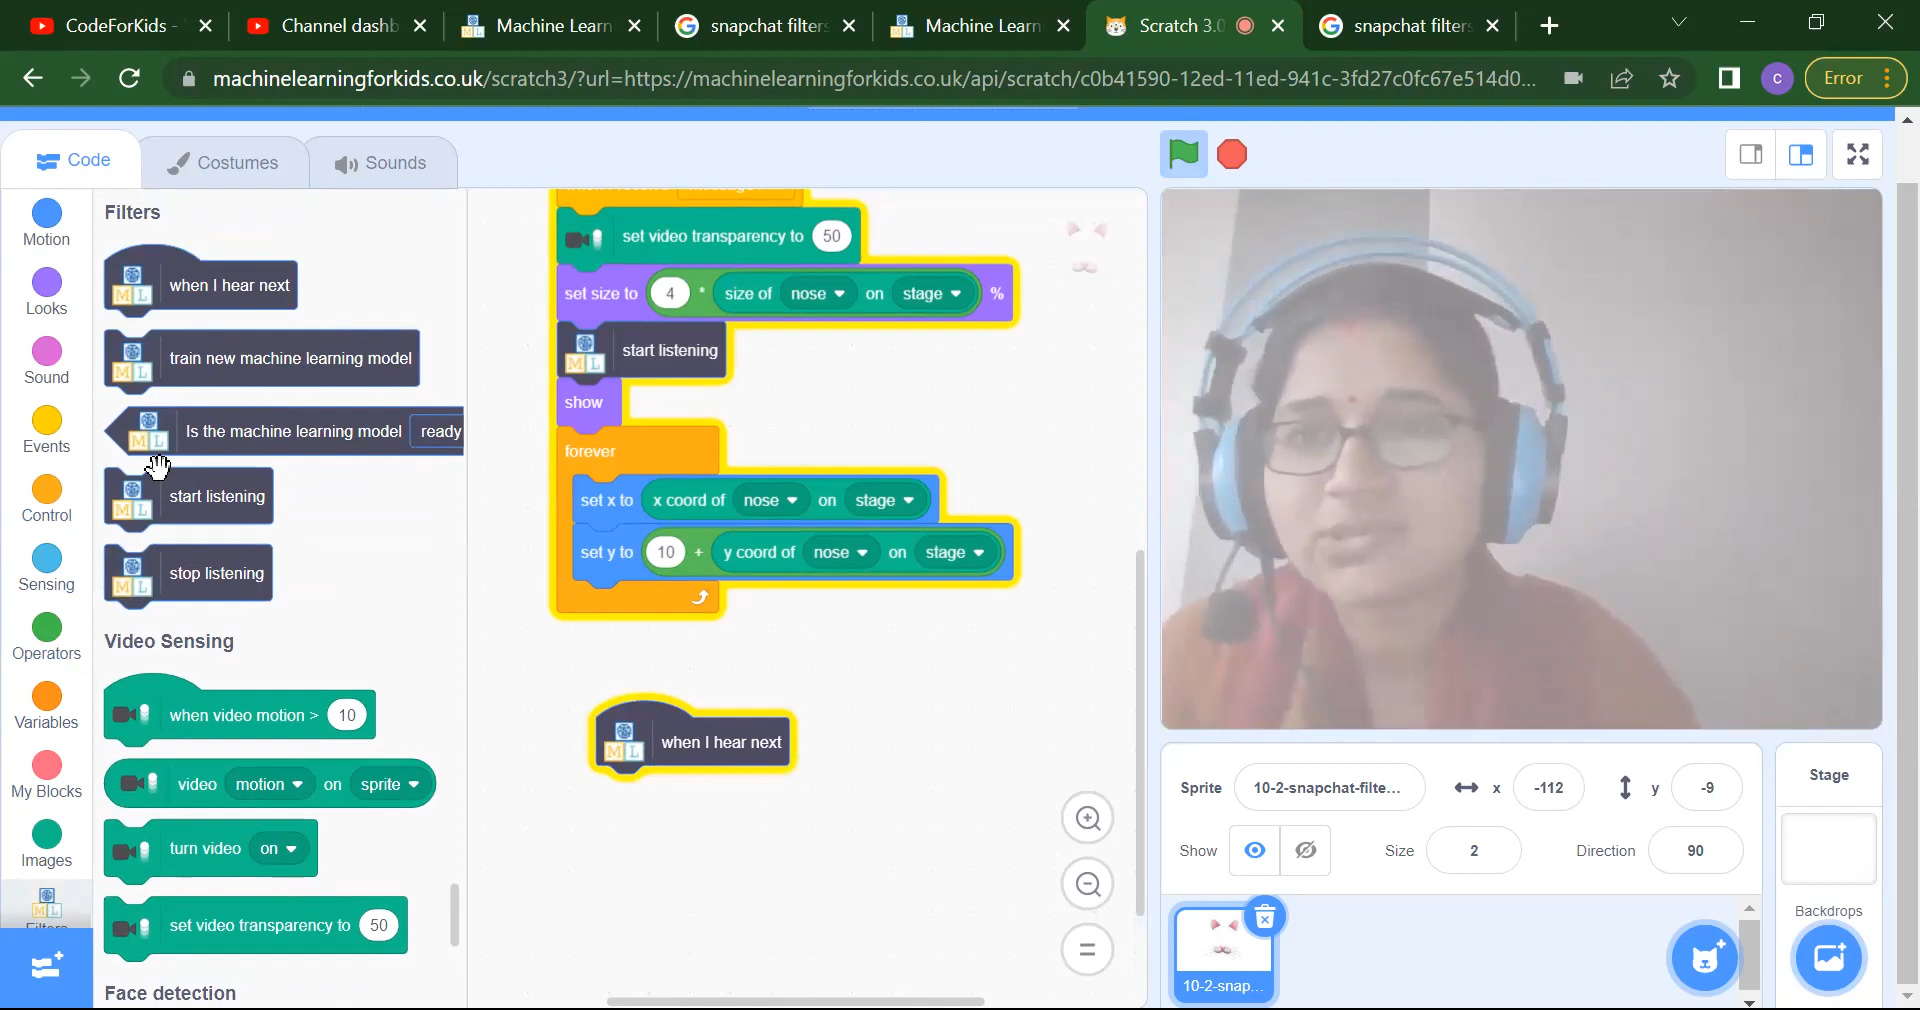 CodeForKids -
Channel dashb
Machine Learn
snapchat filters
Machine Learn
Scratch 3.0
snapchat filters
machinelearningforkids.co.uk/scratch3/?url=https://machinelearningforkids.co.uk/api/scratch/c0b41590-12ed-11ed-941c-3fd27c0fc67e514d0...
C
Error
Code
Costumes
Sounds
Motion
Looks
Sound
Events
Control
Sensing
Operators
Variables
My Blocks
Images
Filters
Filters
when I hear next
train new machine learning model
Is the machine learning model ready
start listening
stop listening
Video Sensing
when video motion > 10
video motion on sprite
turn video on
set video transparency to 50
Face detection
set video transparency to 50
set size to 4 * size of nose on stage %
start listening
show
forever
set x to x coord of nose on stage
set y to 10 + y coord of nose on stage
when I hear next
Sprite 10-2-snapchat-filte... x -112 y -9
Show Size 2 Direction 90
10-2-snap...
Stage
Backdrops